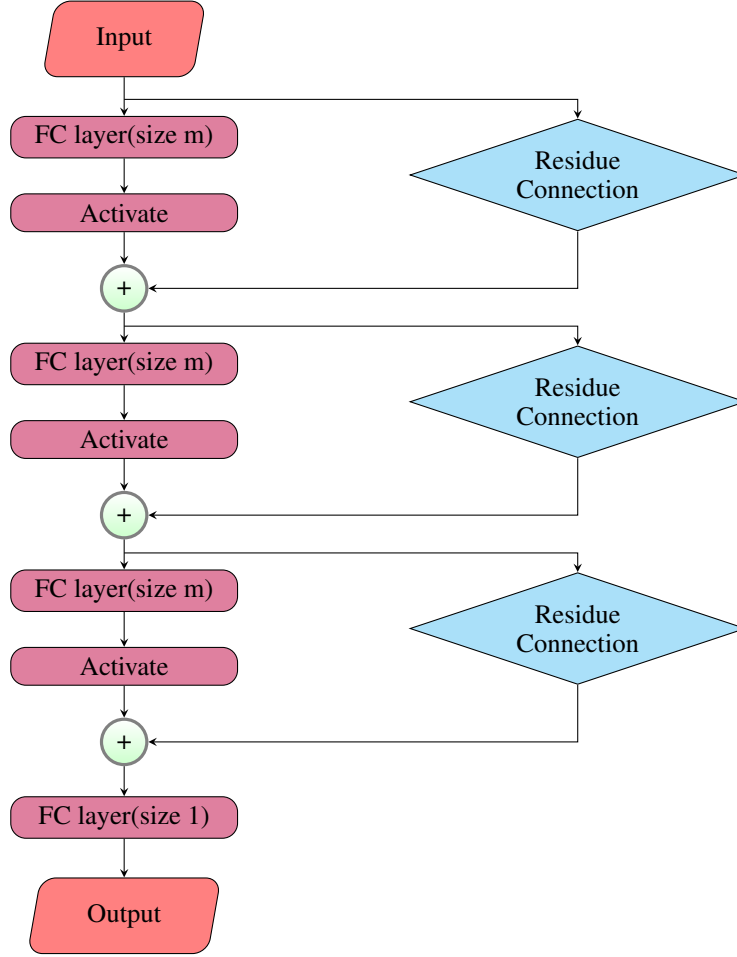 Input
FC layer(size m)
Residue
Connection
Activate
+
FC layer(size m)
Residue
Connection
Activate
+
FC layer(size m)
Residue
Connection
Activate
+
FC layer(size 1)
Output